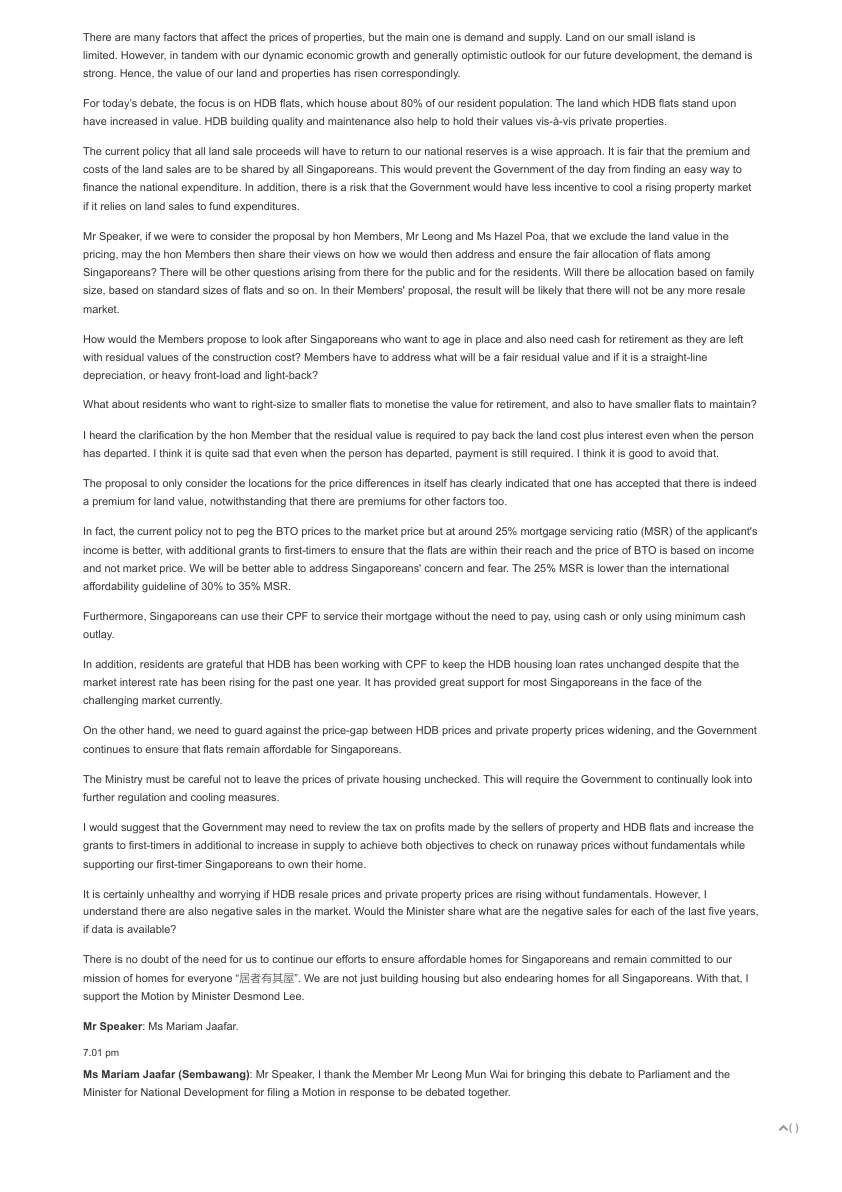 There are many factors that affect the prices of properties, but the main one is demand and supply. Land on our small island is
limited. However, in tandem with our dynamic economic growth and generally optimistic outlook for our future development, the demand is
strong. Hence, the value of our land and properties has risen correspondingly.
For today’s debate, the focus is on HDB flats, which house about 80% of our resident population. The land which HDB flats stand upon
have increased in value. HDB building quality and maintenance also help to hold their values vis-à-vis private properties.
The current policy that all land sale proceeds will have to return to our national reserves is a wise approach. It is fair that the premium and
costs of the land sales are to be shared by all Singaporeans. This would prevent the Government of the day from finding an easy way to
finance the national expenditure. In addition, there is a risk that the Government would have less incentive to cool a rising property market
if it relies on land sales to fund expenditures.
Mr Speaker, if we were to consider the proposal by hon Members, Mr Leong and Ms Hazel Poa, that we exclude the land value in the
pricing, may the hon Members then share their views on how we would then address and ensure the fair allocation of flats among
Singaporeans? There will be other questions arising from there for the public and for the residents. Will there be allocation based on family
size, based on standard sizes of flats and so on. In their Members' proposal, the result will be likely that there will not be any more resale
market.
How would the Members propose to look after Singaporeans who want to age in place and also need cash for retirement as they are left
with residual values of the construction cost? Members have to address what will be a fair residual value and if it is a straight-line
depreciation, or heavy front-load and light-back?
What about residents who want to right-size to smaller flats to monetise the value for retirement, and also to have smaller flats to maintain?
I heard the clarification by the hon Member that the residual value is required to pay back the land cost plus interest even when the person
has departed. I think it is quite sad that even when the person has departed, payment is still required. I think it is good to avoid that.
The proposal to only consider the locations for the price differences in itself has clearly indicated that one has accepted that there is indeed
a premium for land value, notwithstanding that there are premiums for other factors too.
In fact, the current policy not to peg the BTO prices to the market price but at around 25% mortgage servicing ratio (MSR) of the applicant's
income is better, with additional grants to first-timers to ensure that the flats are within their reach and the price of BTO is based on income
and not market price. We will be better able to address Singaporeans' concern and fear. The 25% MSR is lower than the international
affordability guideline of 30% to 35% MSR.
Furthermore, Singaporeans can use their CPF to service their mortgage without the need to pay, using cash or only using minimum cash
outlay.
In addition, residents are grateful that HDB has been working with CPF to keep the HDB housing loan rates unchanged despite that the
market interest rate has been rising for the past one year. It has provided great support for most Singaporeans in the face of the
challenging market currently.
On the other hand, we need to guard against the price-gap between HDB prices and private property prices widening, and the Government
continues to ensure that flats remain affordable for Singaporeans.
The Ministry must be careful not to leave the prices of private housing unchecked. This will require the Government to continually look into
further regulation and cooling measures.
I would suggest that the Government may need to review the tax on profits made by the sellers of property and HDB flats and increase the
grants to first-timers in additional to increase in supply to achieve both objectives to check on runaway prices without fundamentals while
supporting our first-timer Singaporeans to own their home.
It is certainly unhealthy and worrying if HDB resale prices and private property prices are rising without fundamentals. However, I
understand there are also negative sales in the market. Would the Minister share what are the negative sales for each of the last five years,
if data is available?
There is no doubt of the need for us to continue our efforts to ensure affordable homes for Singaporeans and remain committed to our
mission of homes for everyone “居者有其屋”. We are not just building housing but also endearing homes for all Singaporeans. With that, I
support the Motion by Minister Desmond Lee.
Mr Speaker: Ms Mariam Jaafar.
7.01 pm
Ms Mariam Jaafar (Sembawang): Mr Speaker, I thank the Member Mr Leong Mun Wai for bringing this debate to Parliament and the
Minister for National Development for filing a Motion in response to be debated together.
( )